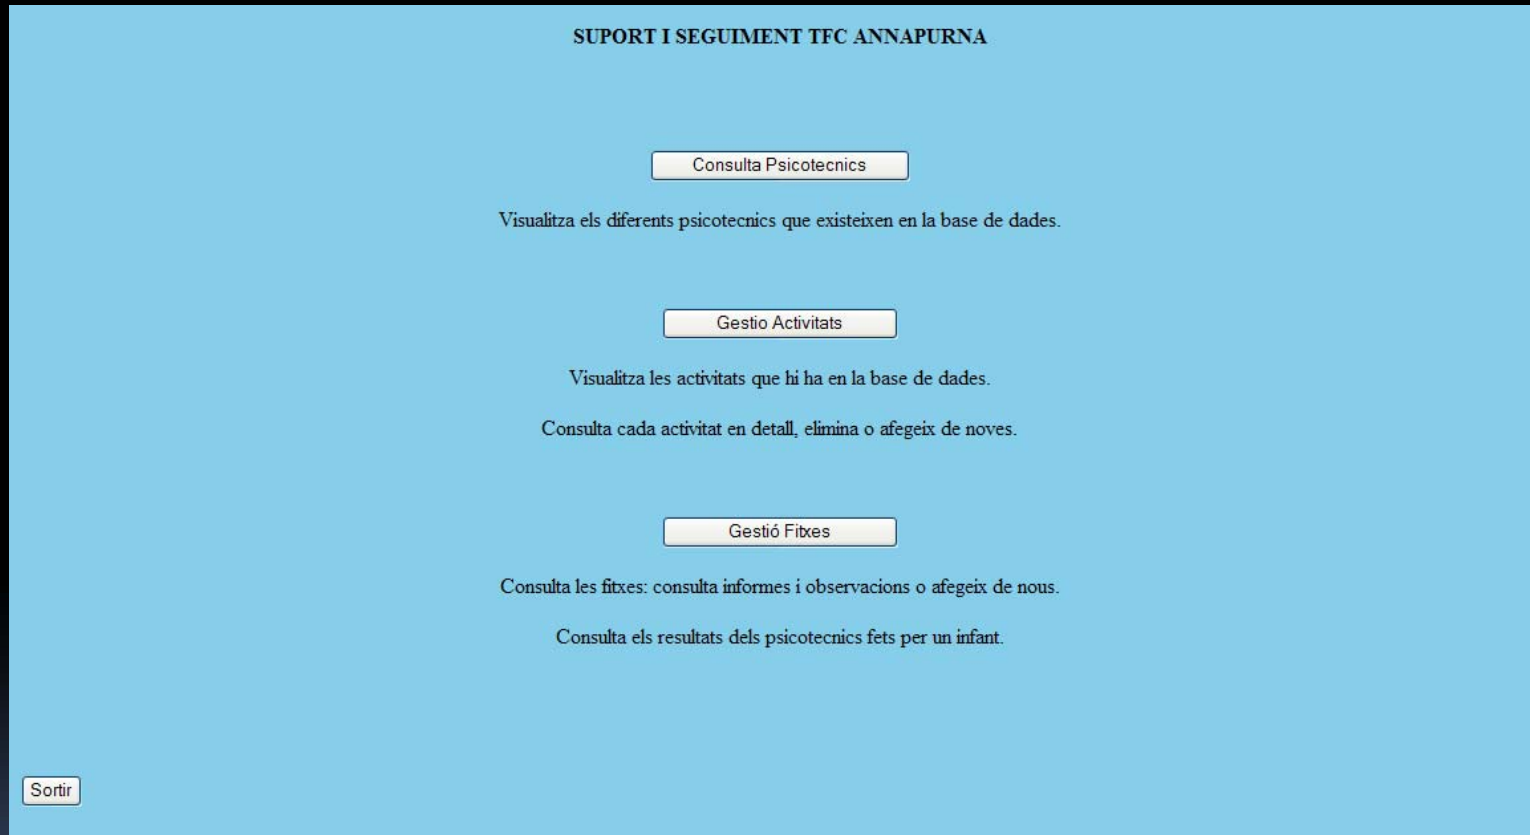 SUPORT I SEGUIMENT TFC ANNAPURNA
Consulta Psicotecnics
Visualitza els diferents psicotecnics que existeixen en la base de dades.
Gestio Activitats
Visualitza les activitats que hi ha en la base de dades.
Consulta cada activitat en detall, elimina o afegeix de noves.
Gestió Fitxes
Consulta les fitxes: consulta informes i observacions o afegeix de nous.
Consulta els resultats dels psicotecnics fets per un infant.
Sortir